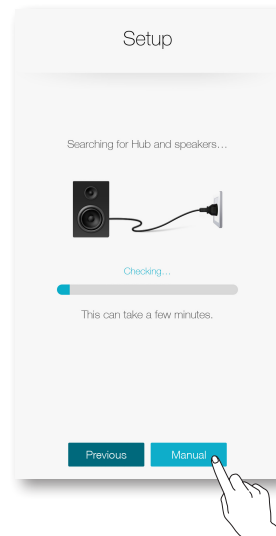 Setup
Searching for Hub and speakers...
Checking...
This can take a few minutes.
Previous Manual